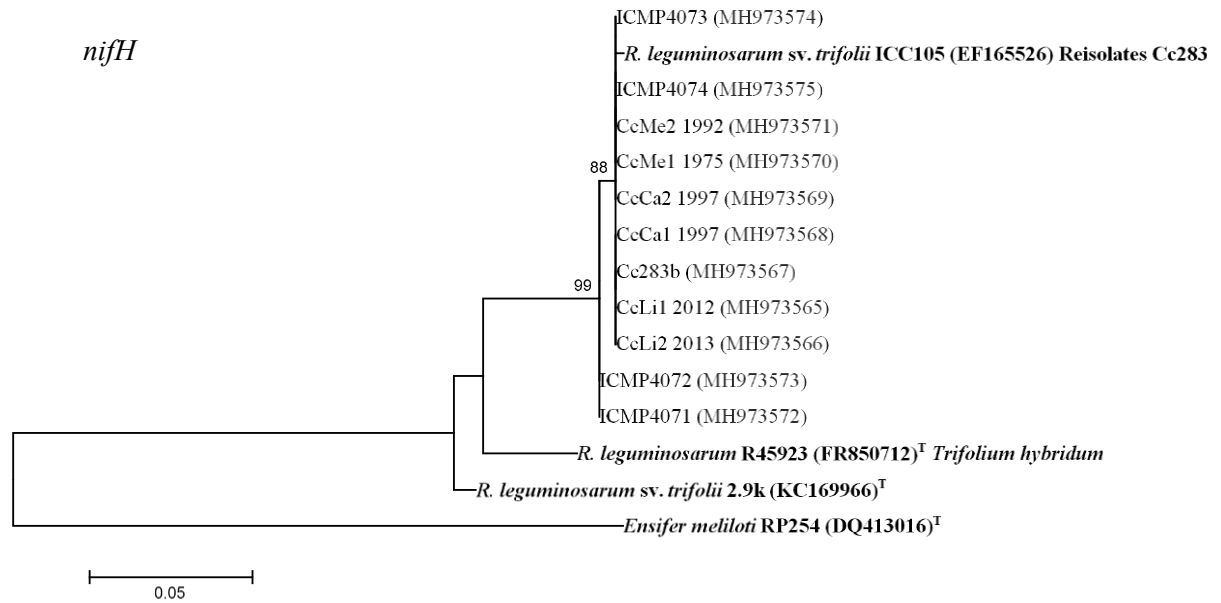 ICMP4073 (MH973574)
nifH
R. leguminosarum sv. trifolii ICC105 (EF165526) Reisolates Cc283
ICMP4074 (MH973575)
CcMe2 1992 (MH973571)
CcMe1 1975 (MH973570)
88
CcCa2 1997 (MH973569)
CcCa1 1997 (MH973568)
Cc283b (MH973567)
99
CcLi1 2012 (MH973565)
CcLi2 2013 (MH973566)
ICMP4072 (MH973573)
ICMP4071 (MH973572)
R. leguminosarum R45923 (FR850712)ᵀ Trifolium hybridum
R. leguminosarum sv. trifolii 2.9k (KC169966)ᵀ
Ensifer meliloti RP254 (DQ413016)ᵀ
0.05